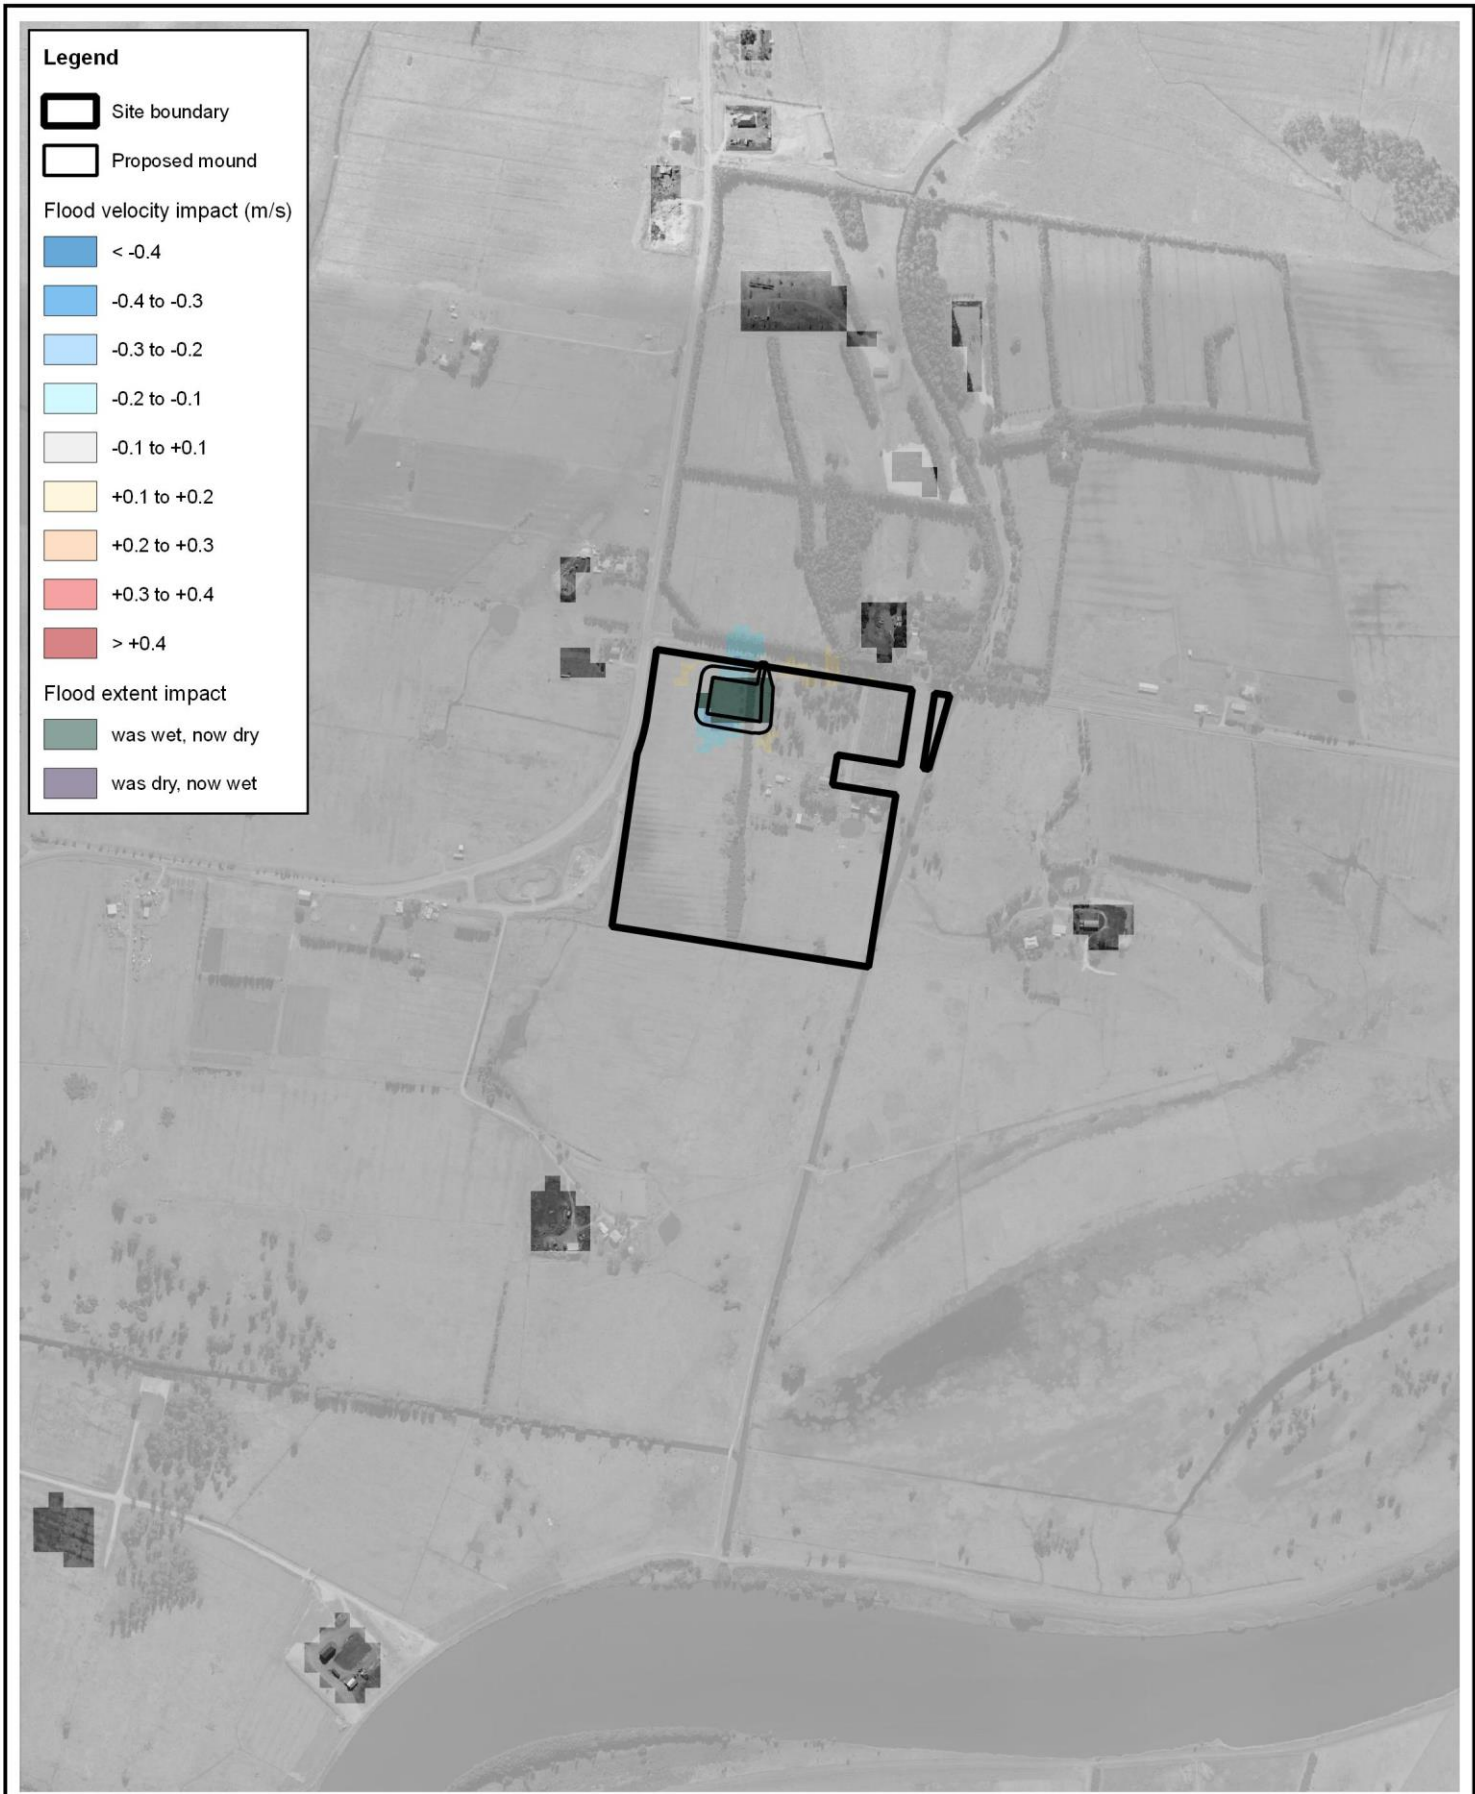 Legend
Site boundary
Proposed mound
Flood velocity impact (m/s)
< -0.4
-0.4 to -0.3
-0.3 to -0.2
-0.2 to -0.1
-0.1 to +0.1
+0.1 to +0.2
+0.2 to +0.3
+0.3 to +0.4
> +0.4
Flood extent impact
was wet, now dry
was dry, now wet